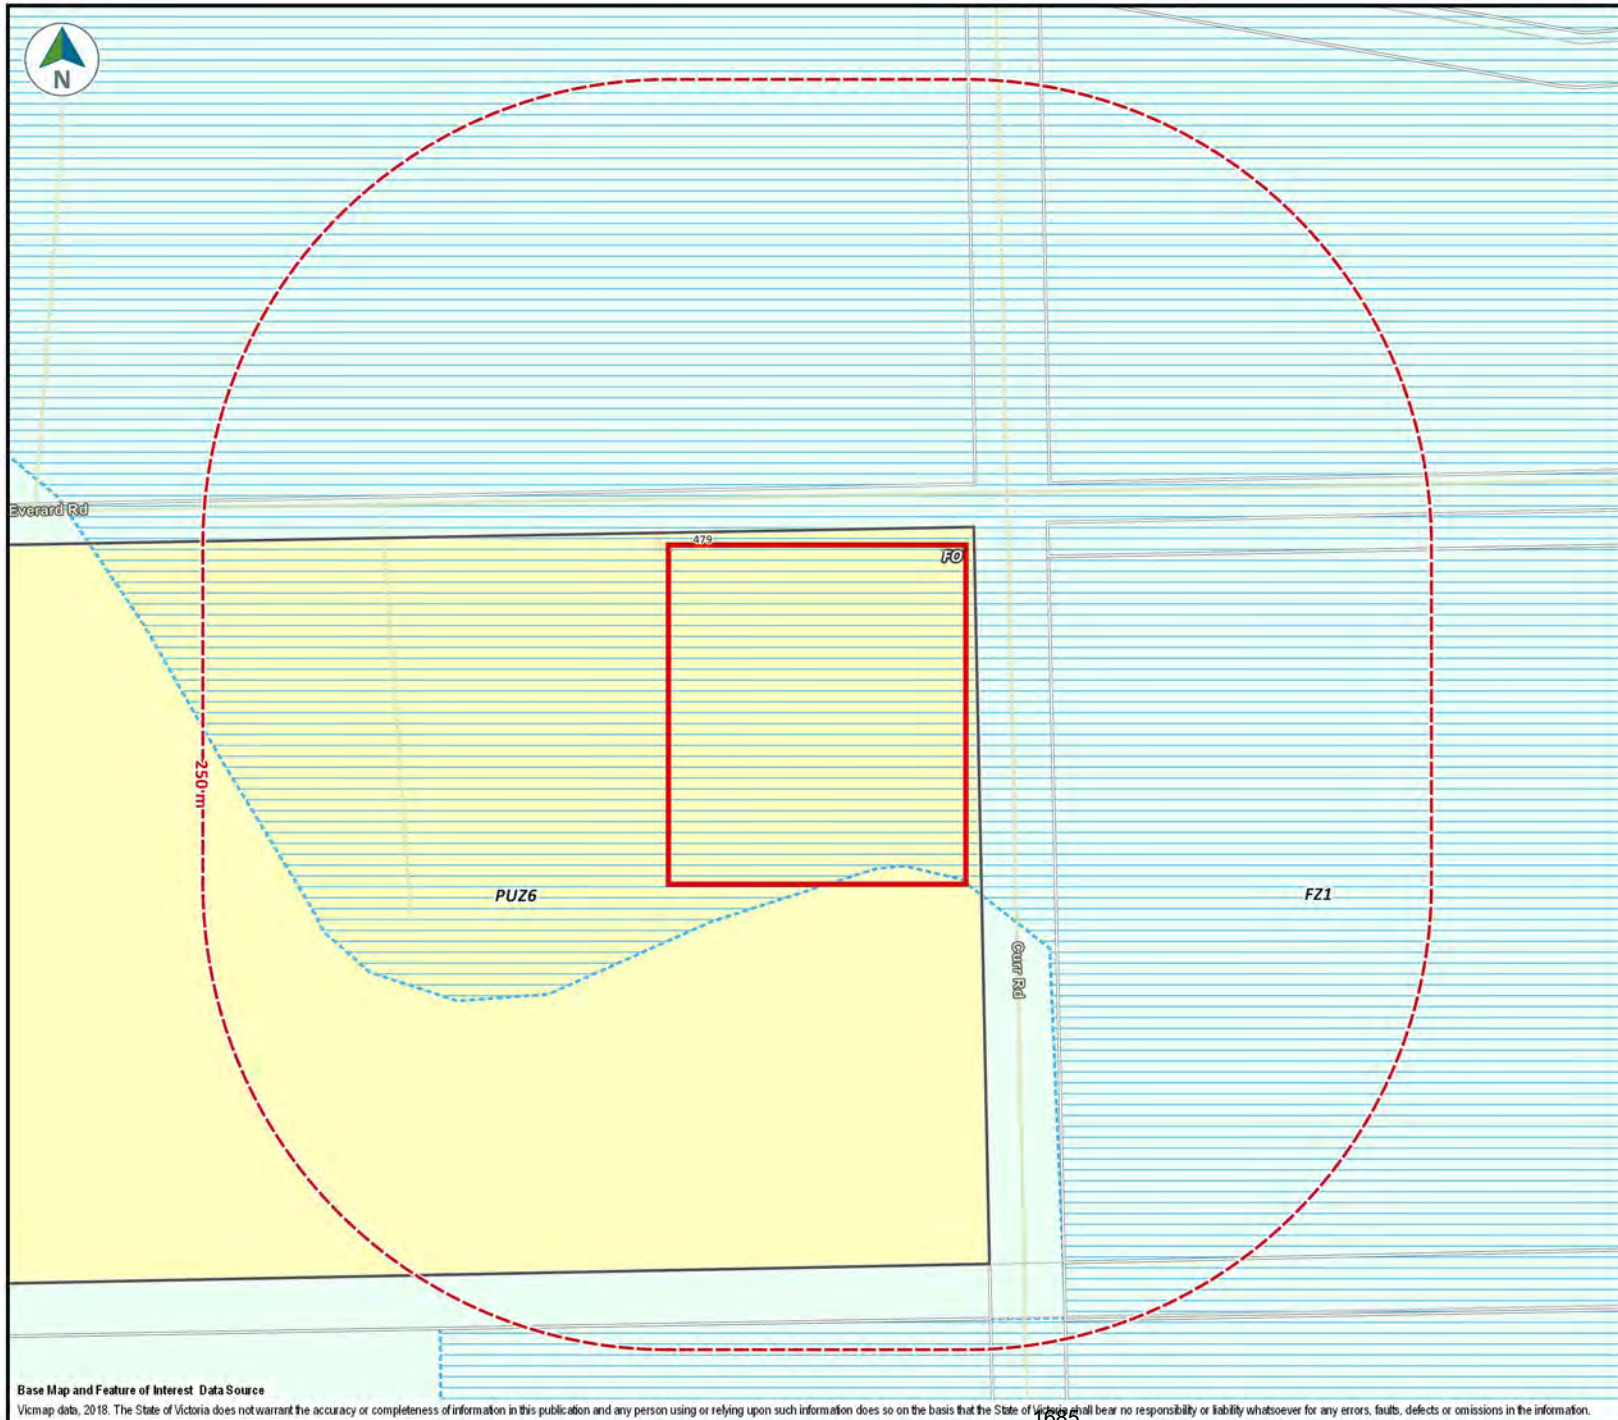 N
Everard Rd
479
FO
250 m
PUZ6
FZ1
Curr Rd
Base Map and Feature of Interest Data Source
Vicmap data, 2018. The State of Victoria does not warrant the accuracy or completeness of information in this publication and any person using or relying upon such information does so on the basis that the State of Victoria shall bear no responsibility or liability whatsoever for any errors, faults, defects or omissions in the information.
1685